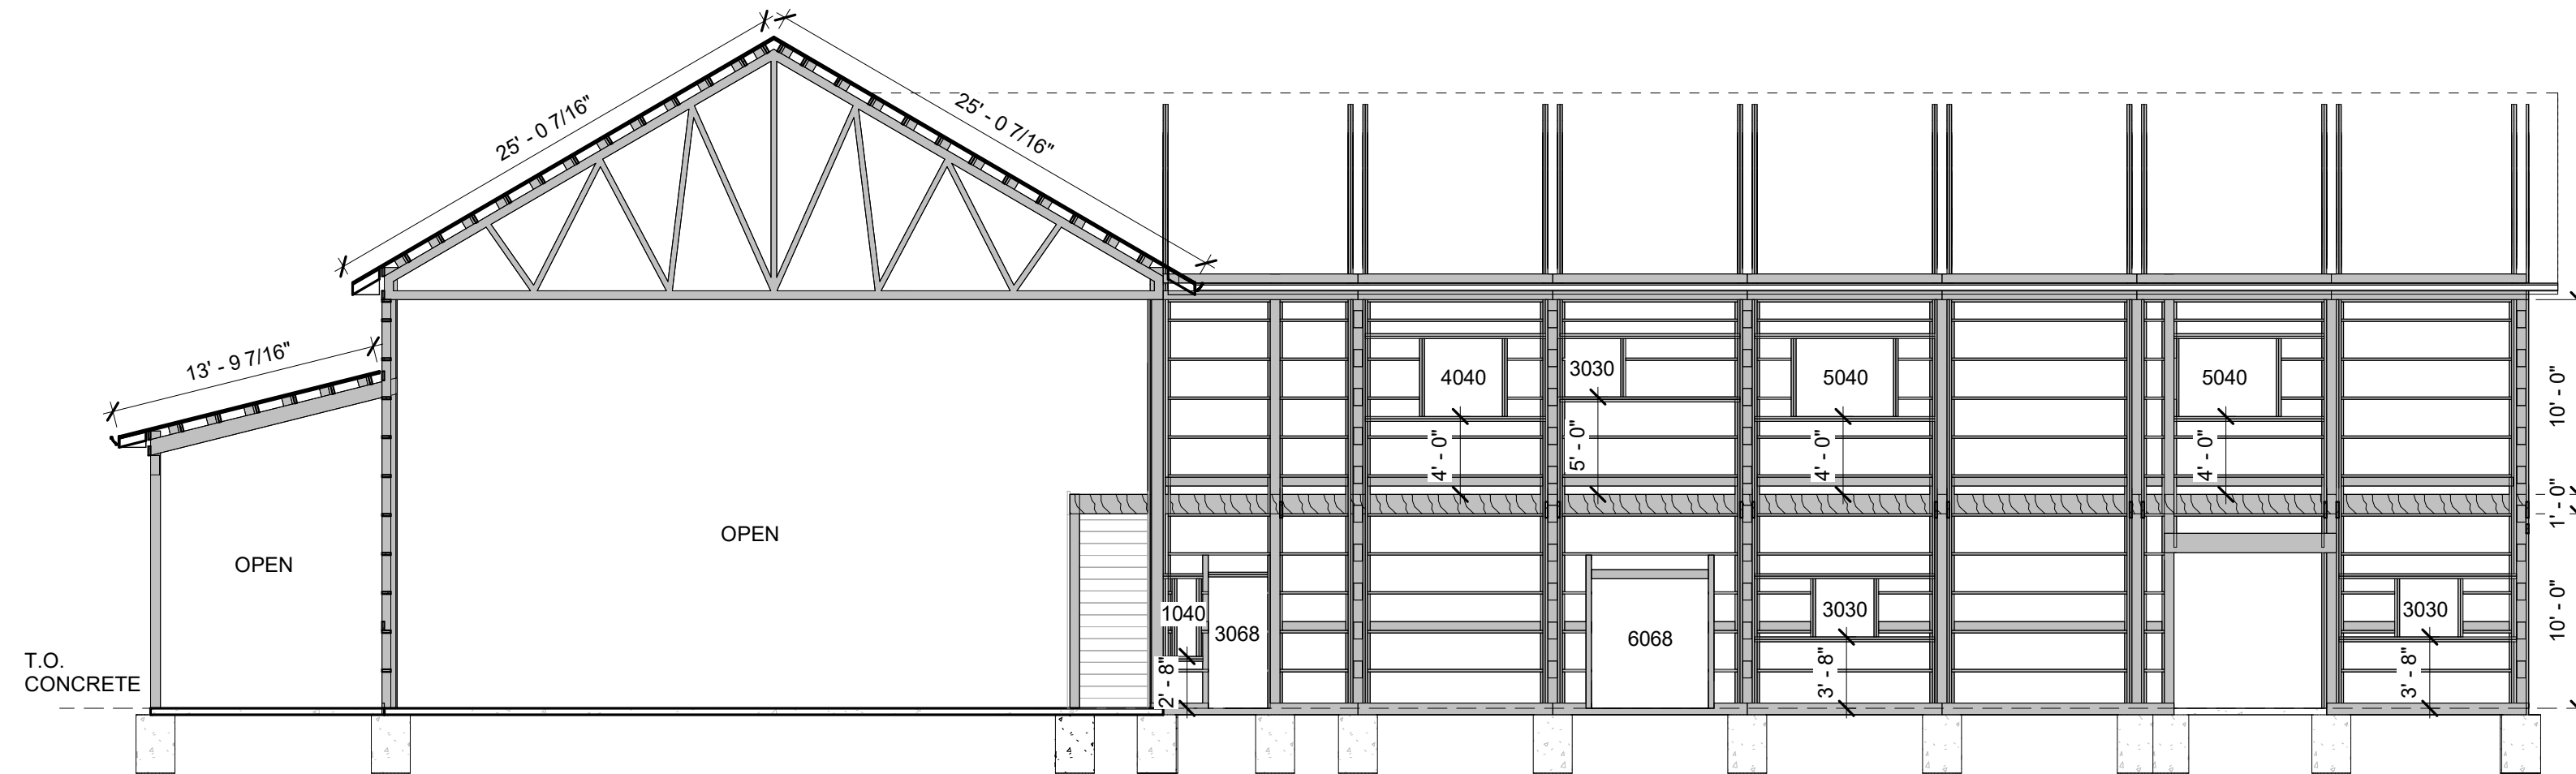 25' - 0 7/16"
25' - 0 7/16"
13' - 9 7/16"
4040
3030
5040
5040
10' - 0"
4' - 0"
5' - 0"
4' - 0"
4' - 0"
1' - 0"
OPEN
OPEN
1040
3068
6068
3030
3030
10' - 0"
T.O.
CONCRETE
2' - 8"
3' - 8"
3' - 8"